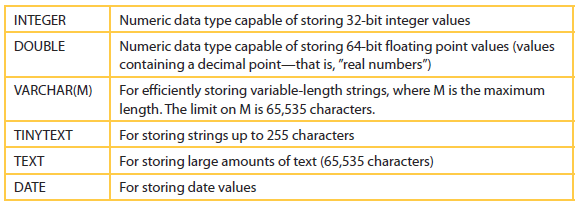 INTEGER Numeric data type capable of storing 32-bit integer values
DOUBLE Numeric data type capable of storing 64-bit floating point values (values
containing a decimal point—that is, ”real numbers”)
VARCHAR(M) For efficiently storing variable-length strings, where M is the maximum
length. The limit on M is 65,535 characters.
TINYTEXT For storing strings up to 255 characters
TEXT For storing large amounts of text (65,535 characters)
DATE For storing date values